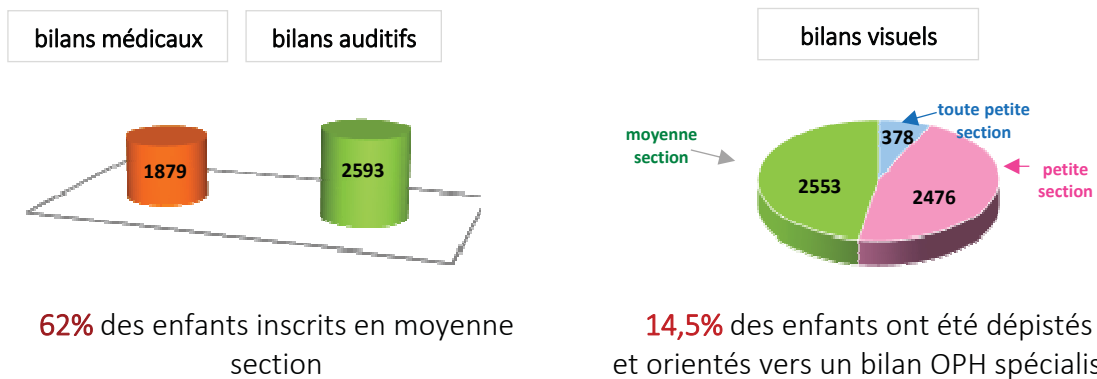 bilans médicaux
bilans auditifs
bilans visuels
1879
2593
toute petite
section
378
moyenne
section
petite
section
2553
2476
62% des enfants inscrits en moyenne
section
14,5% des enfants ont été dépistés
et orientés vers un bilan OPH spécialis